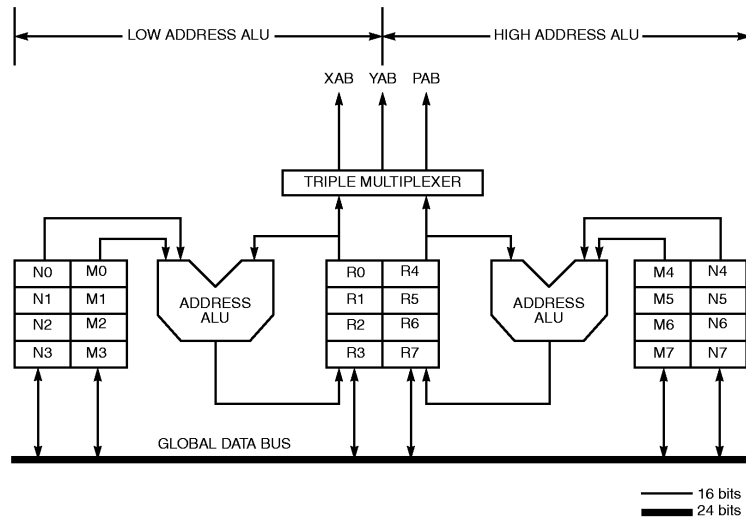 LOW ADDRESS ALU
HIGH ADDRESS ALU
XAB YAB PAB
TRIPLE MULTIPLEXER
N0 M0
N1 M1
N2 M2
N3 M3
ADDRESS
ALU
R0 R4
R1 R5
R2 R6
R3 R7
ADDRESS
ALU
M4 N4
M5 N5
M6 N6
M7 N7
GLOBAL DATA BUS
16 bits
24 bits